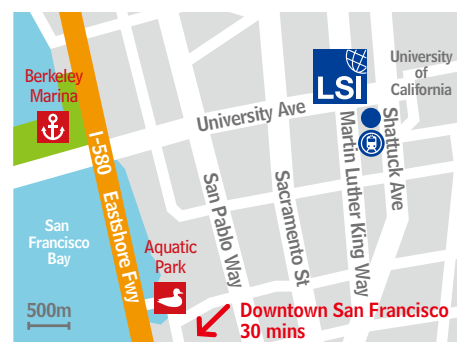 Berkeley
Marina
I-580 Eastshore Fwy
University Ave
LSI
University
of
California
Shattuck Ave
Martin Luther King Way
Sacramento St
San Pablo Way
San
Francisco
Bay
Aquatic
Park
500m
Downtown San Francisco
30 mins